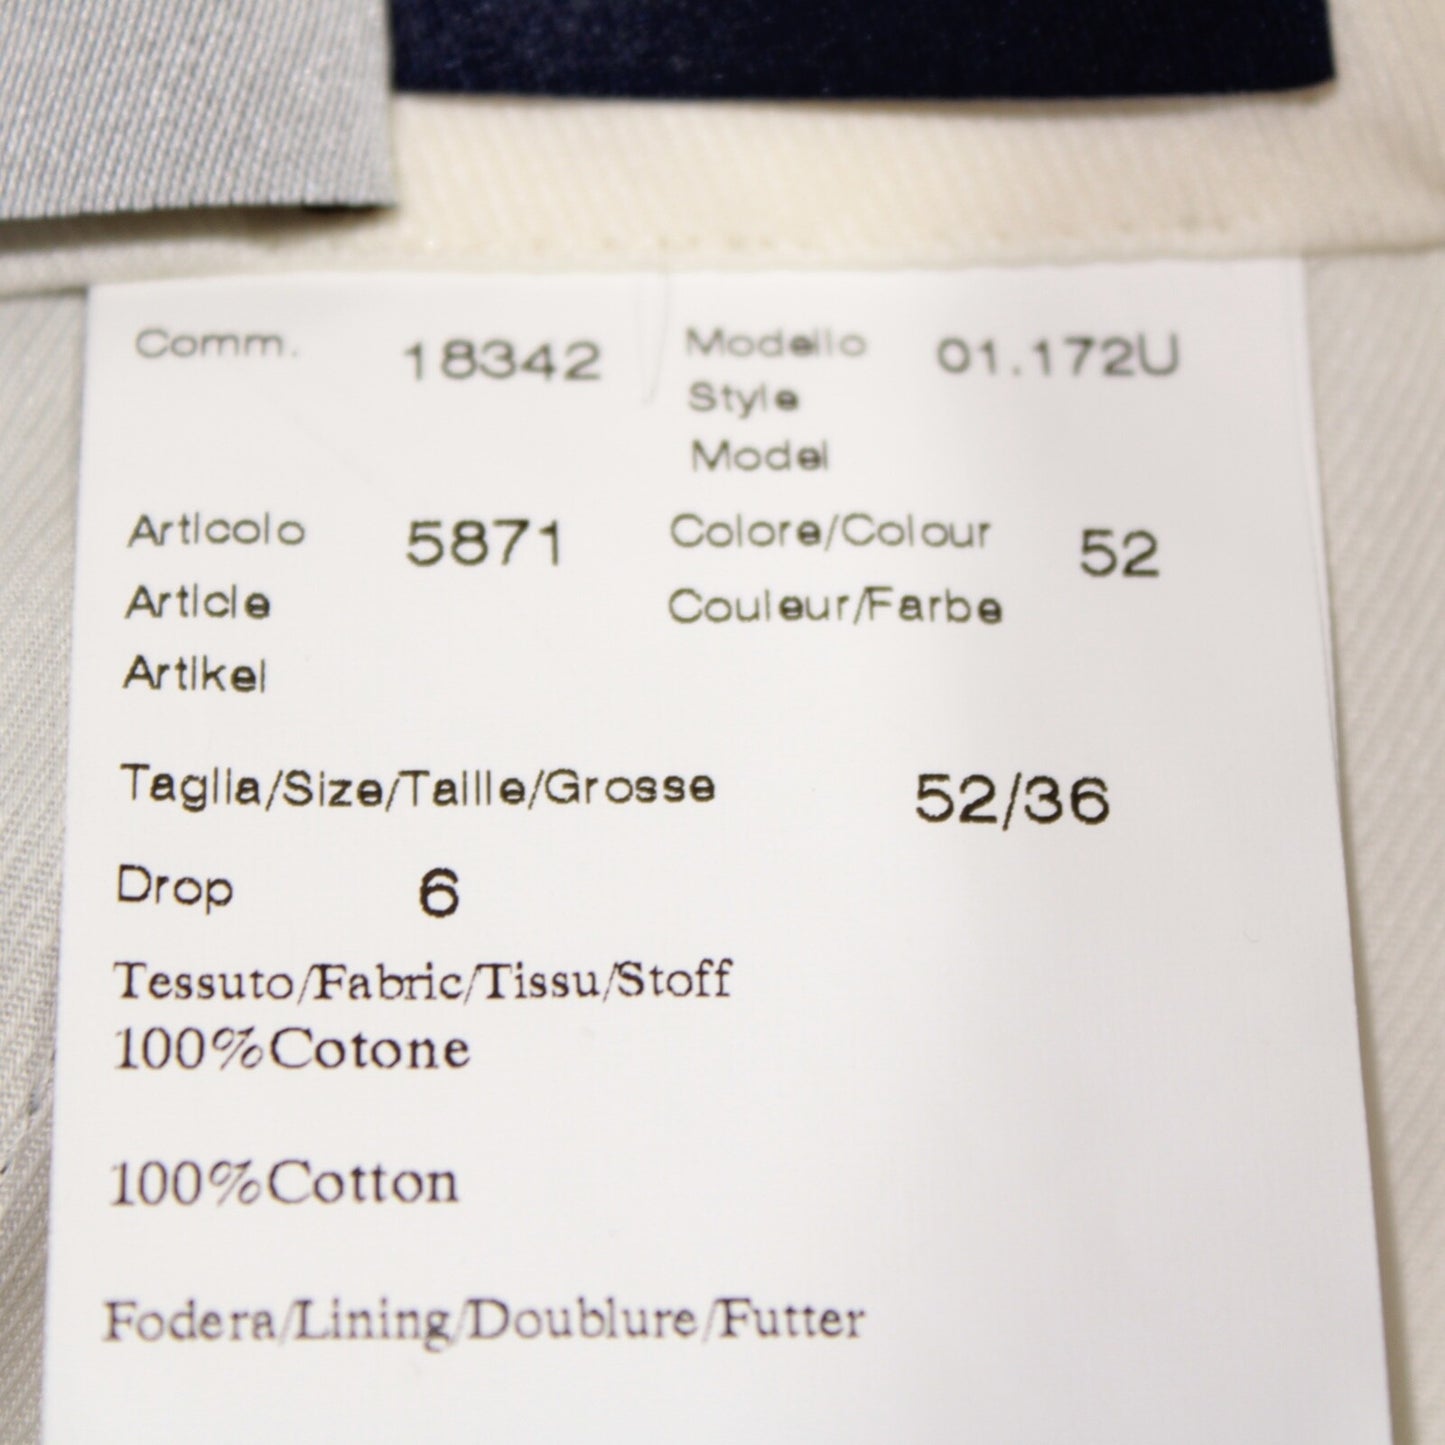 Comm. 18342 Modello 01.172U
Style
Model
Articolo 5871 Colore/Colour 52
Article Couleur/Farbe
Artikel
Taglia/Size/Taille/Grosse 52/36
Drop 6
Tessuto/Fabric/Tissu/Stoff
100%Cotone
100%Cotton
Fodera/Lining/Doublure/Futter